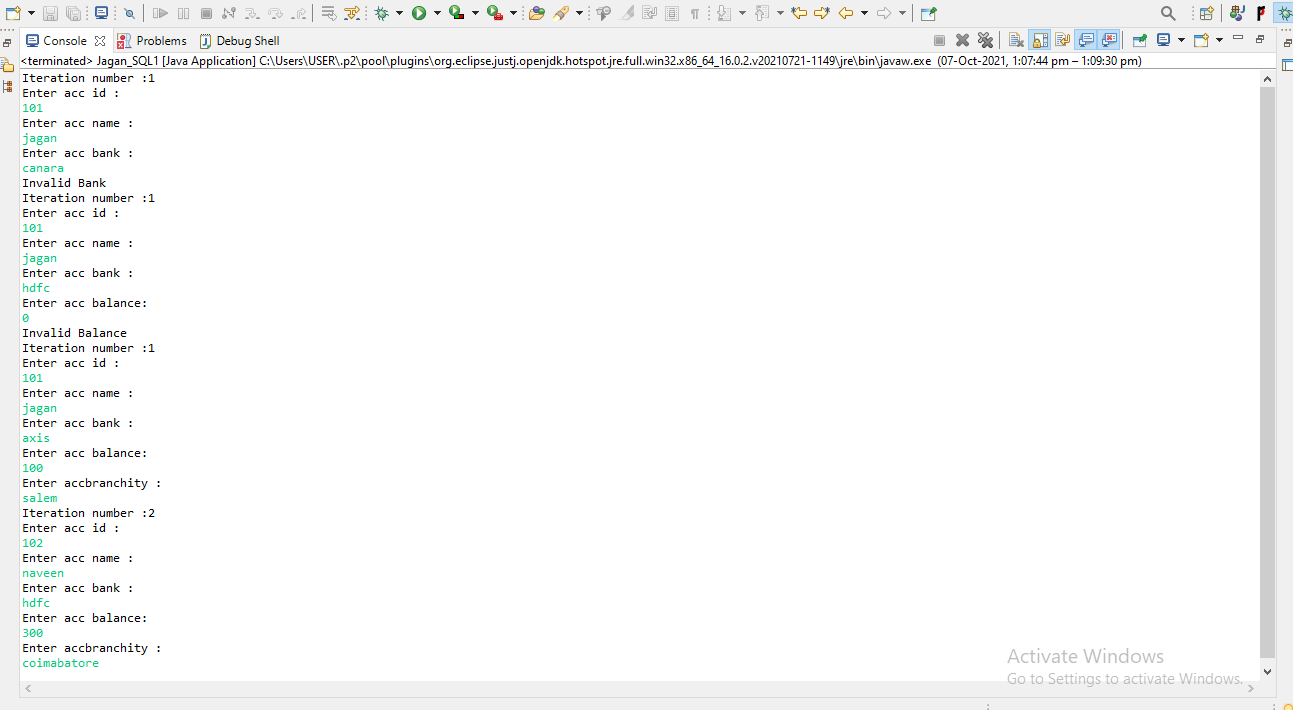 Console Problems Debug Shell
<terminated> Jagan_SQL1 [Java Application] C:\Users\USER\.p2\pool\plugins\org.eclipse.justj.openjdk.hotspot.jre.full.win32.x86_64_16.0.2.v20210721-1149\jre\bin\javaw.exe (07-Oct-2021, 1:07:44 pm – 1:09:30 pm)
Iteration number :1
Enter acc id :
101
Enter acc name :
jagan
Enter acc bank :
canara
Invalid Bank
Iteration number :1
Enter acc id :
101
Enter acc name :
jagan
Enter acc bank :
hdfc
Enter acc balance:
0
Invalid Balance
Iteration number :1
Enter acc id :
101
Enter acc name :
jagan
Enter acc bank :
axis
Enter acc balance:
100
Enter accbranchity :
salem
Iteration number :2
Enter acc id :
102
Enter acc name :
naveen
Enter acc bank :
hdfc
Enter acc balance:
300
Enter accbranchity :
coimabatore
Activate Windows
Go to Settings to activate Windows.